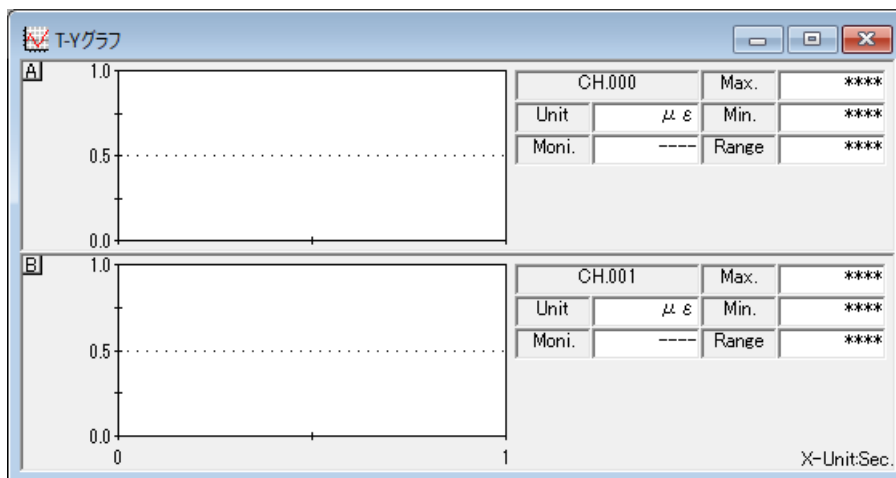 T-Yグラフ
A
1.0
0.5
0.0
CH.000 Max. ****
Unit μ ε Min. ****
Moni. ---- Range ****
B
1.0
0.5
0.0
0 1
CH.001 Max. ****
Unit μ ε Min. ****
Moni. ---- Range ****
X-Unit:Sec.